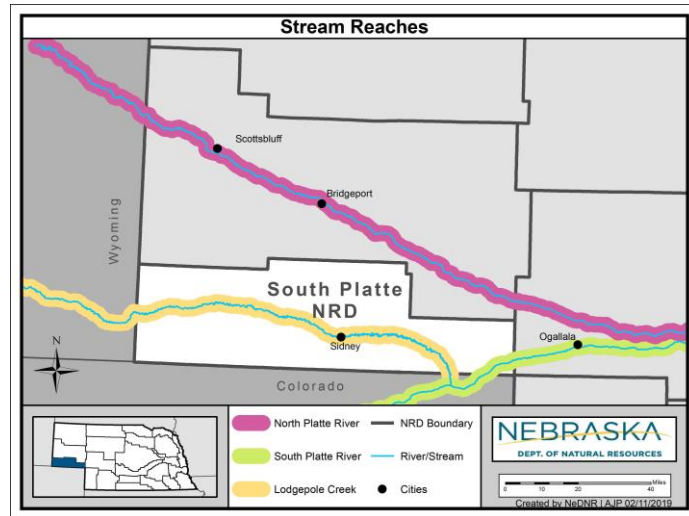 Stream Reaches
Scottsbluff
Bridgeport
Wyoming
South Platte
NRD
Ogallala
Sidney
N
Colorado
North Platte River
NRD Boundary
South Platte River
River/Stream
Lodgepole Creek
Cities
NEBRASKA
DEPT. OF NATURAL RESOURCES
Miles
0 5 10 20 30 40
Created by NeDNR | AJP 02/11/2019